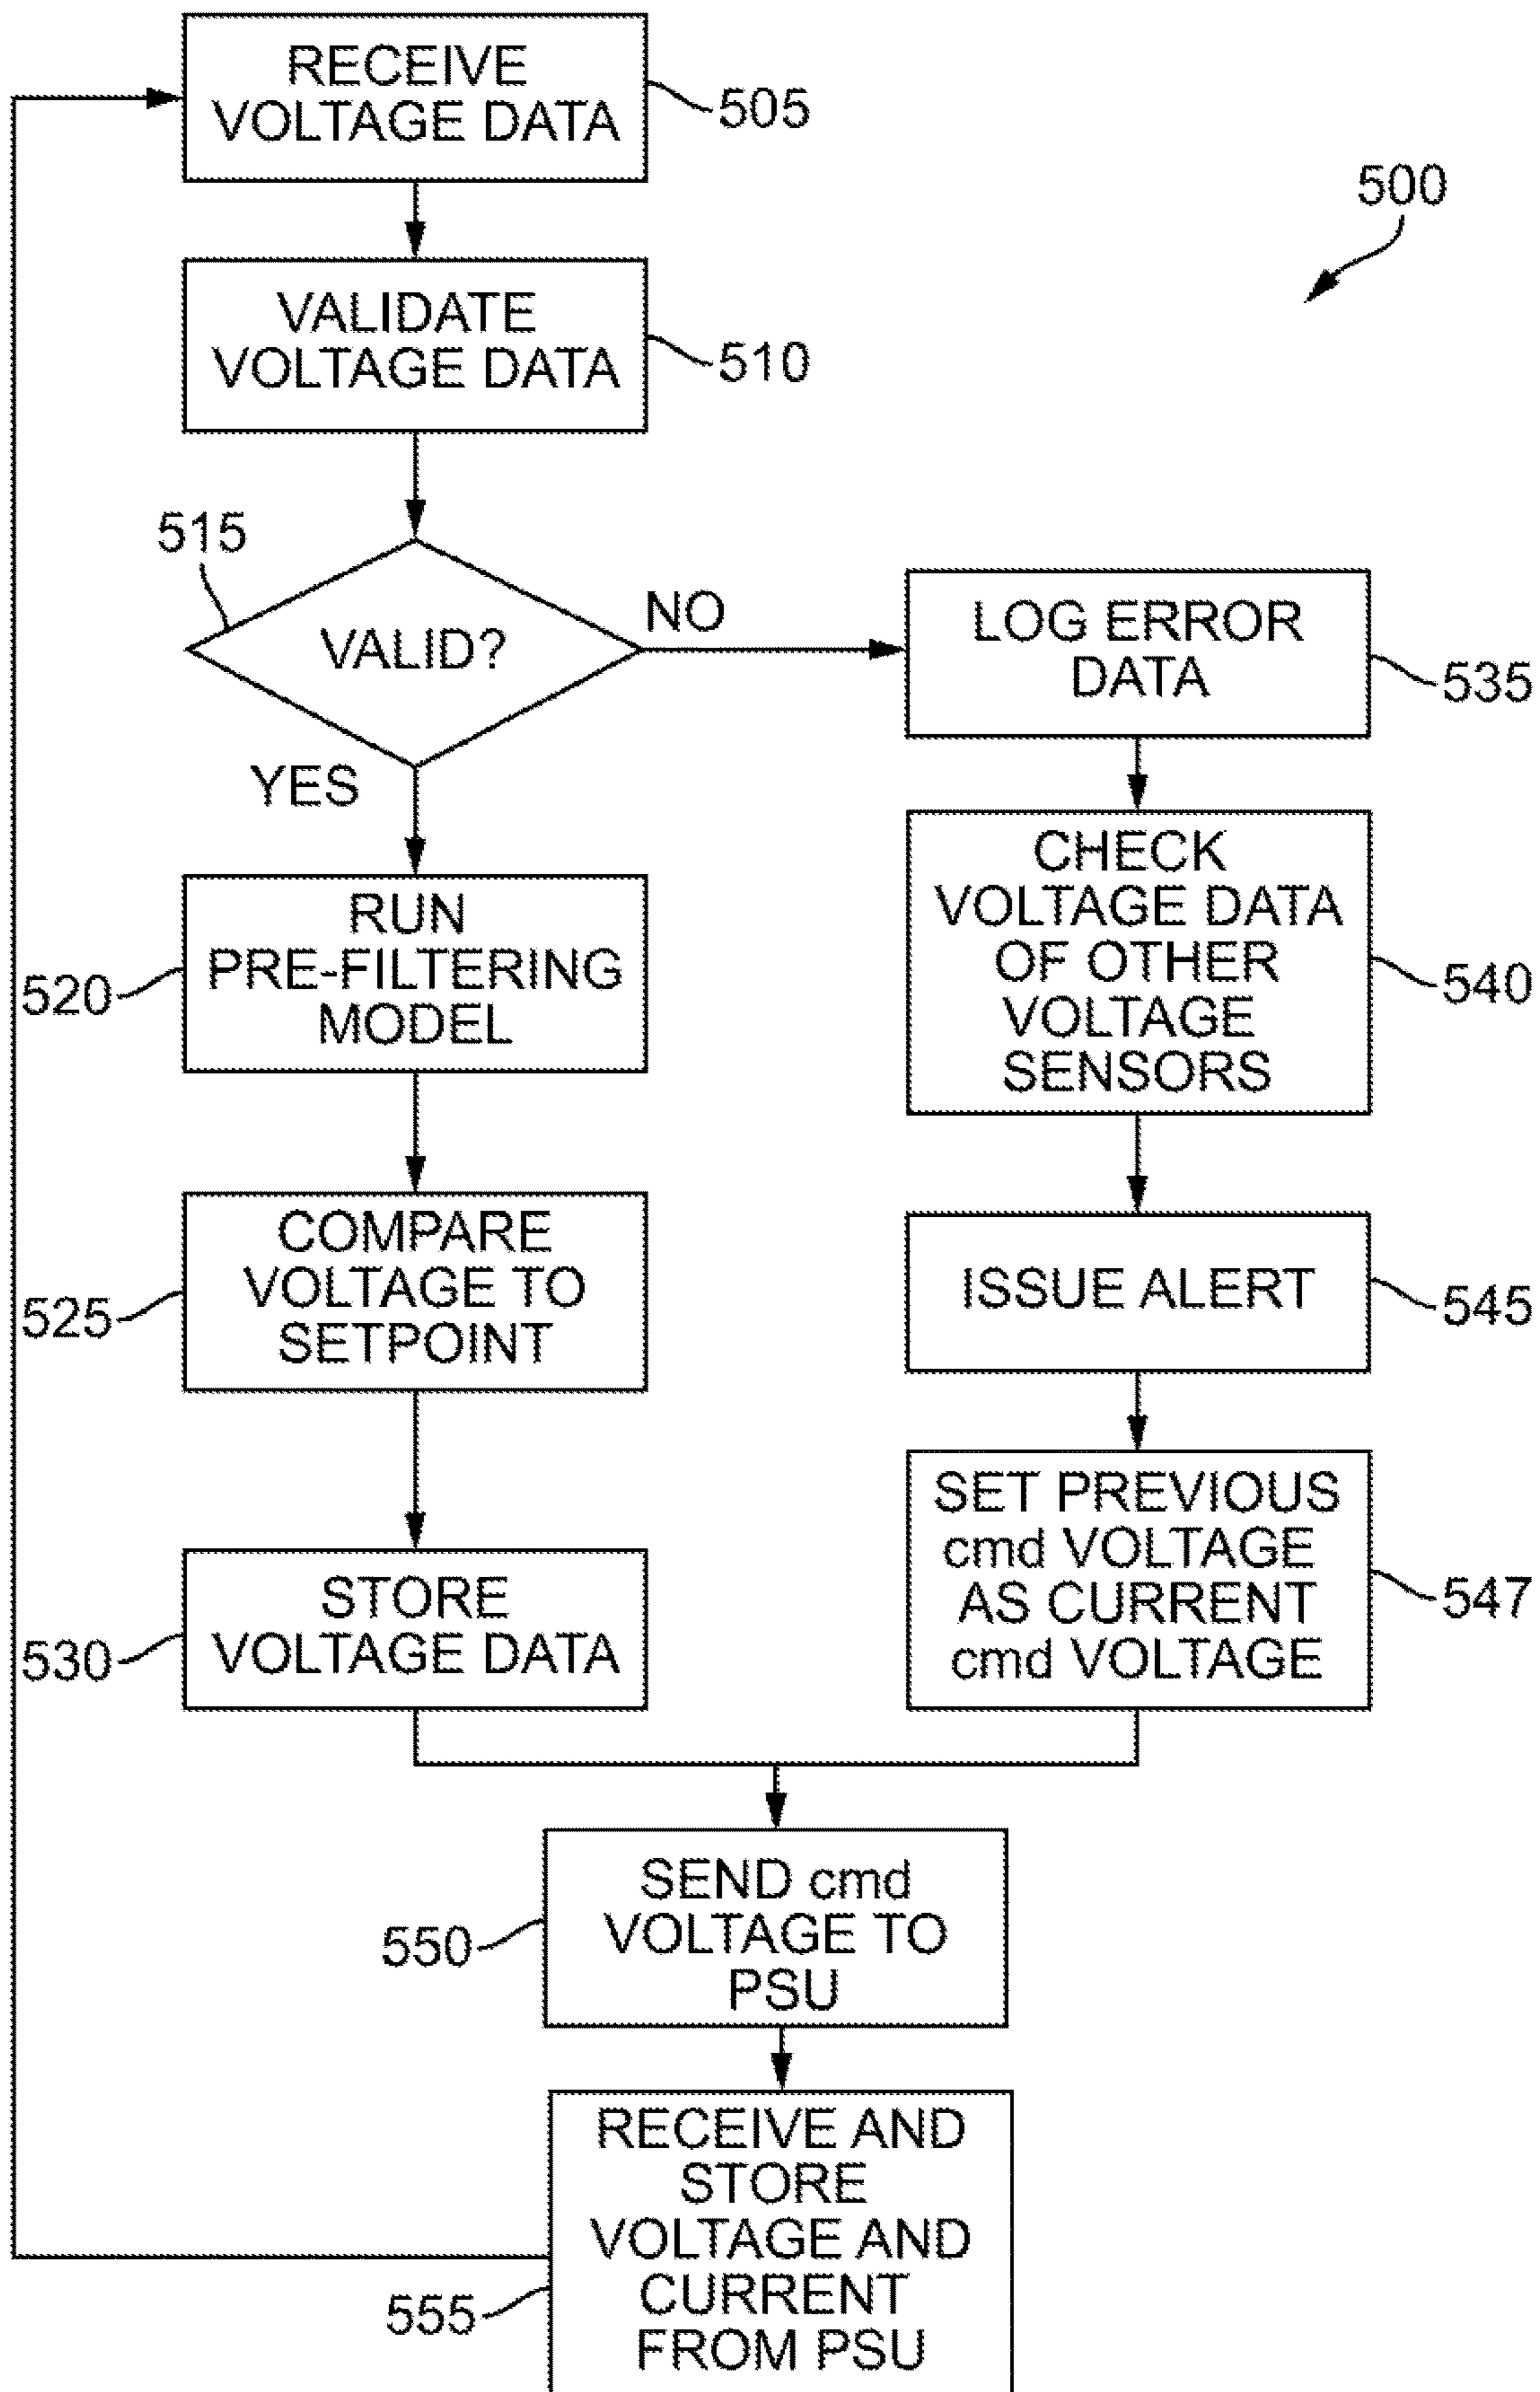 RECEIVE
VOLTAGE DATA
505
500
VALIDATE
VOLTAGE DATA
510
515
VALID?
NO
YES
LOG ERROR
DATA
535
RUN
PRE-FILTERING
MODEL
520
CHECK
VOLTAGE DATA
OF OTHER
VOLTAGE
SENSORS
540
COMPARE
VOLTAGE TO
SETPOINT
525
ISSUE ALERT
545
STORE
VOLTAGE DATA
530
SET PREVIOUS
cmd VOLTAGE
AS CURRENT
cmd VOLTAGE
547
SEND cmd
VOLTAGE TO
PSU
550
RECEIVE AND
STORE
VOLTAGE AND
CURRENT
FROM PSU
555